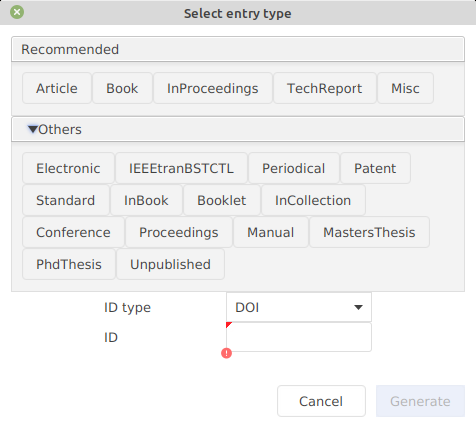 Select entry type
Recommended
Article Book InProceedings TechReport Misc
Others
Electronic IEEEtranBSTCTL Periodical Patent
Standard InBook Booklet InCollection
Conference Proceedings Manual MastersThesis
PhdThesis Unpublished
ID type DOI
ID
Cancel Generate